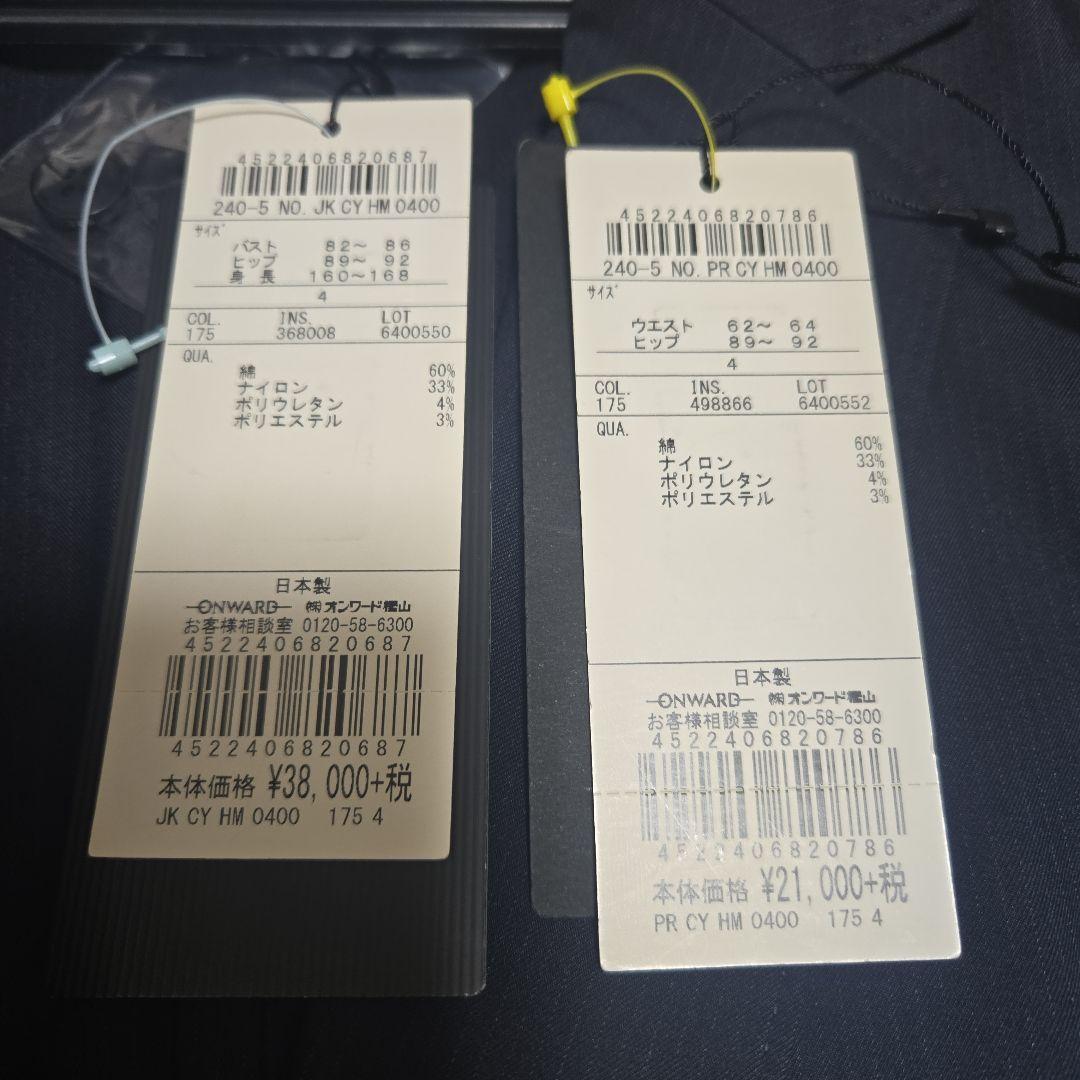 4522406820687
240-5 NO. JK CY HM 0400
サイズ
バスト 82～ 86
ヒップ 89～ 92
身長 160～168
4
COL. INS. LOT
175 368008 6400550
QUA.
綿 60%
ナイロン 33%
ポリウレタン 4%
ポリエステル 3%
日本製
ONWARD ㈱オンワード樫山
お客様相談室 0120-58-6300
4522406820687
4522406820687
本体価格 ¥38,000+税
JK CY HM 0400 175 4
4522406820786
240-5 NO. PR CY HM 0400
サイズ
ウエスト 62～ 64
ヒップ 89～ 92
4
COL. INS. LOT
175 498866 6400552
QUA.
綿 60%
ナイロン 33%
ポリウレタン 4%
ポリエステル 3%
日本製
ONWARD ㈱オンワード樫山
お客様相談室 0120-58-6300
4522406820786
4522406820786
本体価格 ¥21,000+税
PR CY HM 0400 175 4